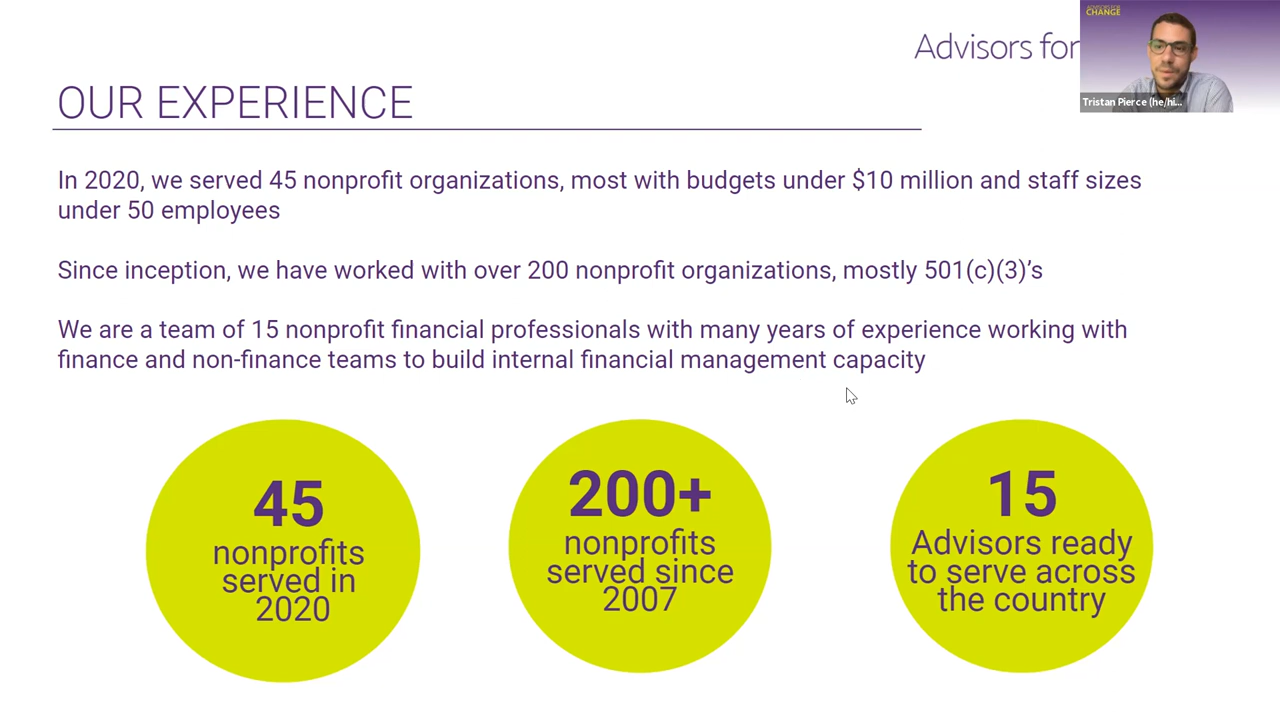 Advisors for
CHANGE
Tristan Pierce (he/hi...
OUR EXPERIENCE
In 2020, we served 45 nonprofit organizations, most with budgets under $10 million and staff sizes
under 50 employees
Since inception, we have worked with over 200 nonprofit organizations, mostly 501(c)(3)’s
We are a team of 15 nonprofit financial professionals with many years of experience working with
finance and non-finance teams to build internal financial management capacity
45
nonprofits
served in
2020
200+
nonprofits
served since
2007
15
Advisors ready
to serve across
the country